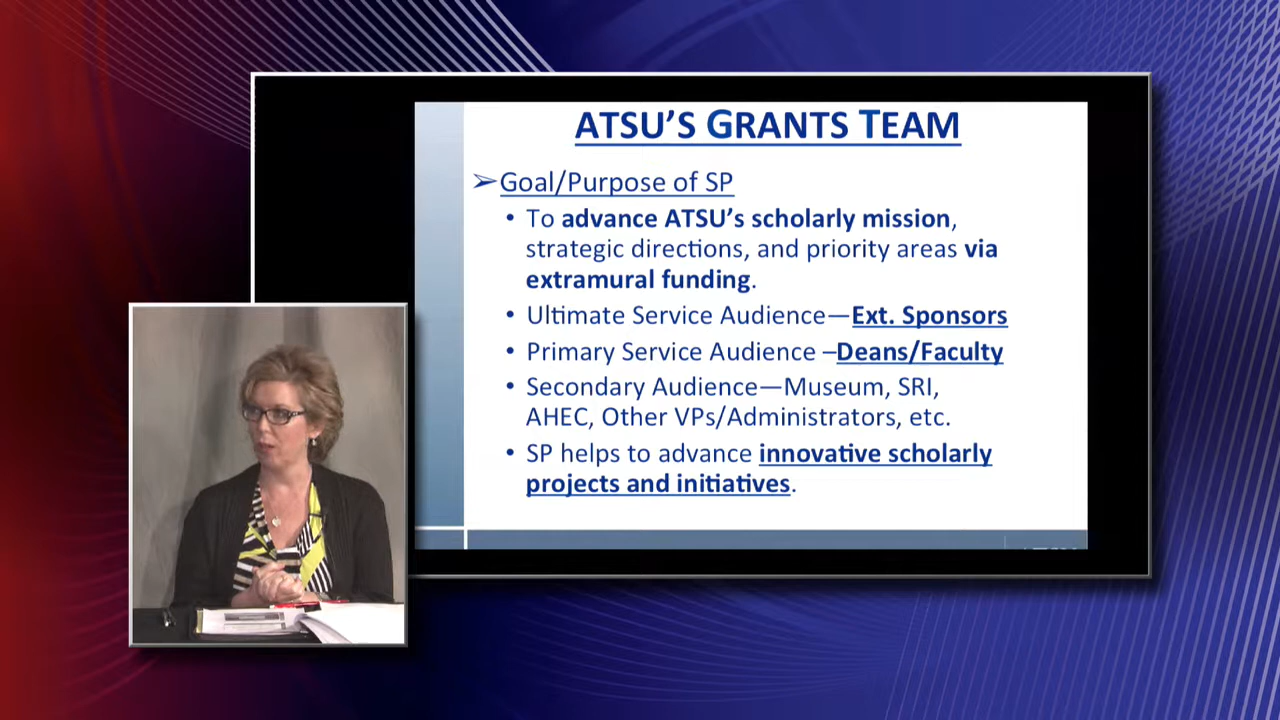 ATSU'S GRANTS TEAM
➢Goal/Purpose of SP
• To advance ATSU's scholarly mission,
strategic directions, and priority areas via
extramural funding.
• Ultimate Service Audience—Ext. Sponsors
• Primary Service Audience –Deans/Faculty
• Secondary Audience—Museum, SRI,
AHEC, Other VPs/Administrators, etc.
• SP helps to advance innovative scholarly
projects and initiatives.